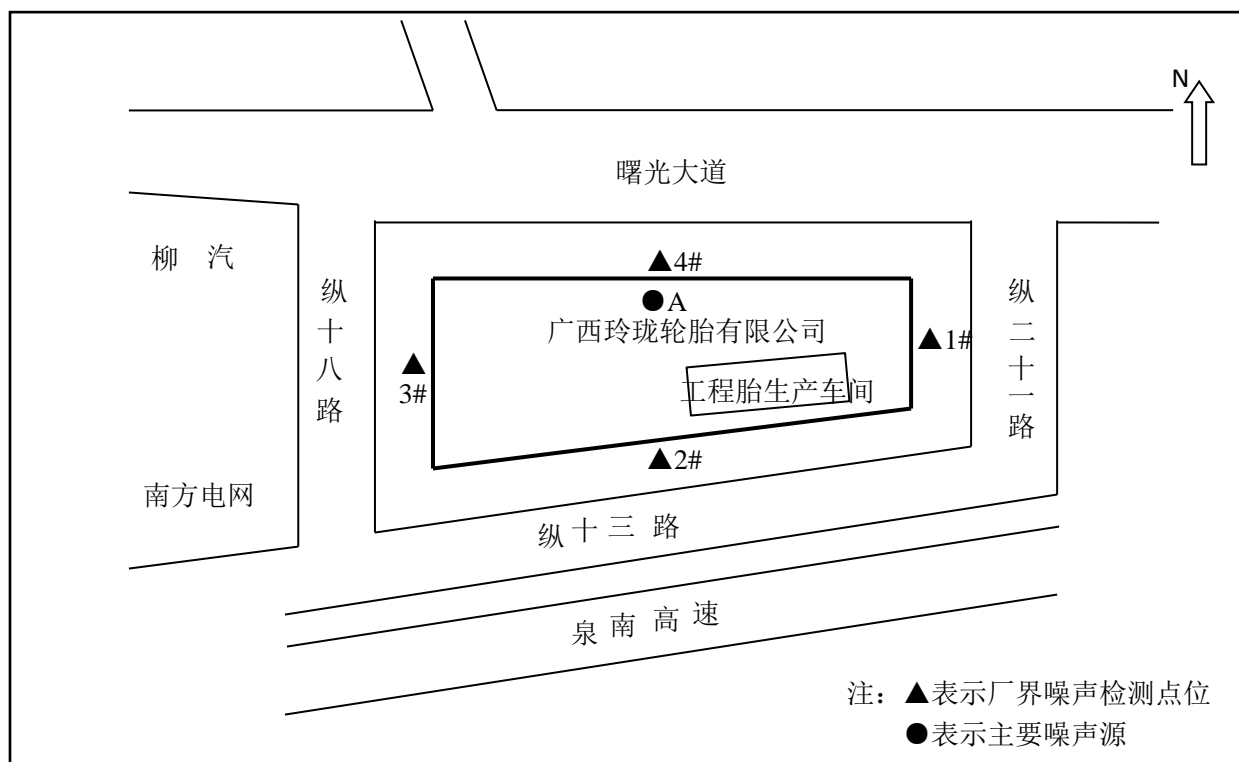 N
曙光大道
柳 汽
纵十八路
▲4#
●A
广西玲珑轮胎有限公司
▲1#
纵二十一路
▲
3#
工程胎生产车间
▲2#
南方电网
纵十三路
泉南高速
注：▲表示厂界噪声检测点位
●表示主要噪声源